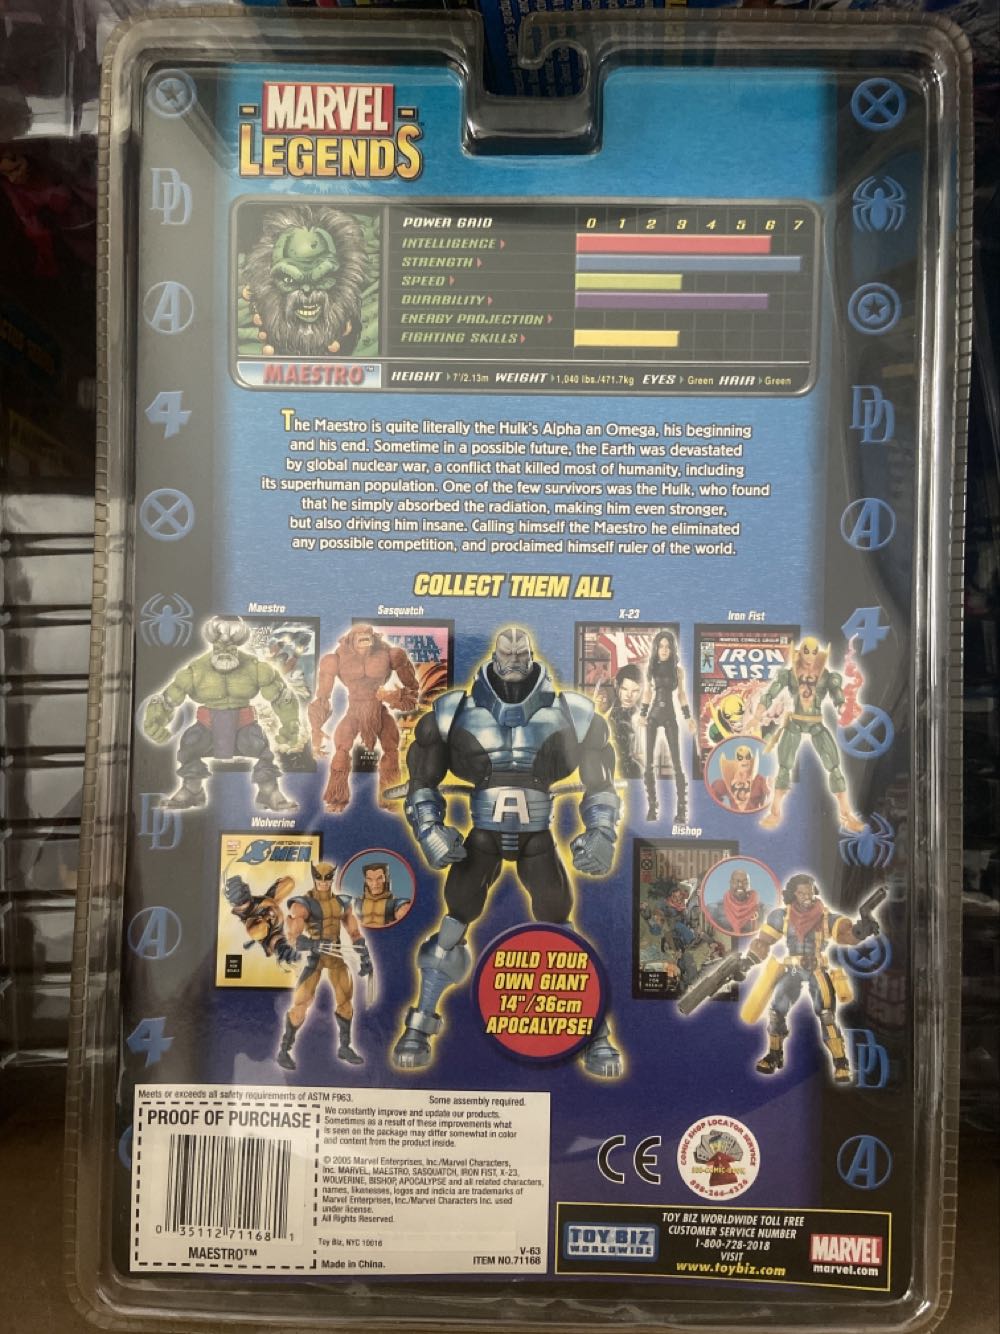 MARVEL
LEGENDS
POWER GRID 0 1 2 3 4 5 6 7
INTELLIGENCE
STRENGTH
SPEED
DURABILITY
ENERGY PROJECTION
FIGHTING SKILLS
MAESTRO™ HEIGHT 7'/2.13m WEIGHT 1,040 lbs./471.7kg EYES Green HAIR Green
The Maestro is quite literally the Hulk's Alpha an Omega, his beginning
and his end. Sometime in a possible future, the Earth was devastated
by global nuclear war, a conflict that killed most of humanity, including
its superhuman population. One of the few survivors was the Hulk, who found
that he simply absorbed the radiation, making him even stronger,
but also driving him insane. Calling himself the Maestro he eliminated
any possible competition, and proclaimed himself ruler of the world.
COLLECT THEM ALL
Maestro
Sasquatch
X-23
Iron Fist
IRON
FIST
Wolverine
X-MEN
Bishop
BISHOP
A
BUILD YOUR
OWN GIANT
14"/36cm
APOCALYPSE!
Meets or exceeds all safety requirements of ASTM F963.
Some assembly required.
PROOF OF PURCHASE
0 35112 71168 1
MAESTRO™
We constantly improve and update our products.
Sometimes as a result of these improvements what
is seen on the package may differ somewhat in color
and content from the product inside.
© 2005 Marvel Enterprises, Inc./Marvel Characters,
Inc. MARVEL, MAESTRO, SASQUATCH, IRON FIST, X-23,
WOLVERINE, BISHOP, APOCALYPSE and all related characters,
names, likenesses, logos and indicia are trademarks of
Marvel Enterprises, Inc./Marvel Characters Inc. used
under license.
All Rights Reserved.
Toy Biz, NYC 10016
Made in China.
V-63
ITEM NO.71168
CE
COMIC SHOP LOCATOR SERVICE
888-266-4226
TOY BIZ
WORLDWIDE
TOY BIZ WORLDWIDE TOLL FREE
CUSTOMER SERVICE NUMBER
1-800-728-2018
VISIT
www.toybiz.com
MARVEL
marvel.com